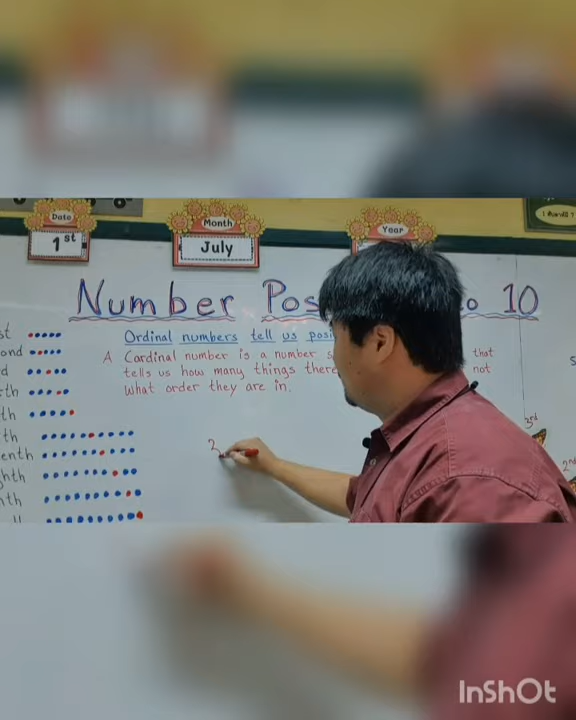 Date
1st
Month
July
Year
Number Pos o 10
Ordinal numbers tell us posi
A Cardinal number is a number s that
tells us how many things there not
what order they are in.
st
ond
d
th
th
th
enth
ghth
nth
3rd
2nd
InShOt